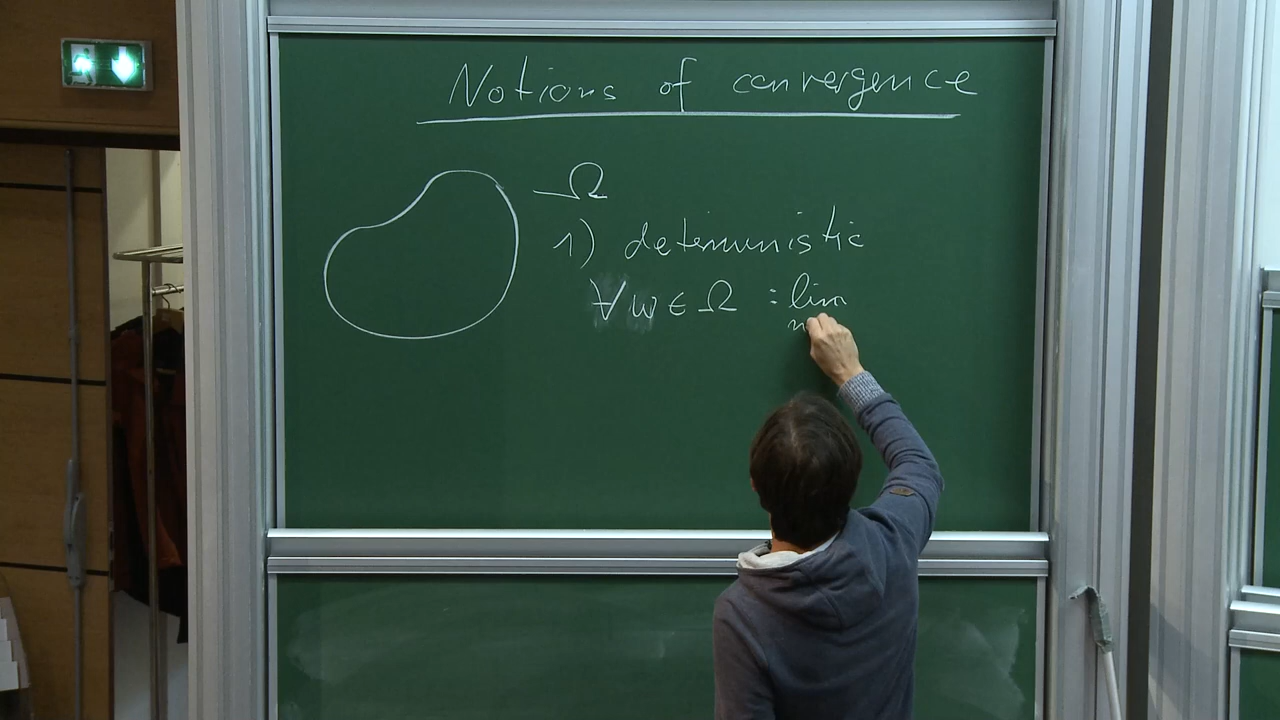 Notions of convergence
Ω
1) deterministic
∀ ω ∈ Ω : lim
n